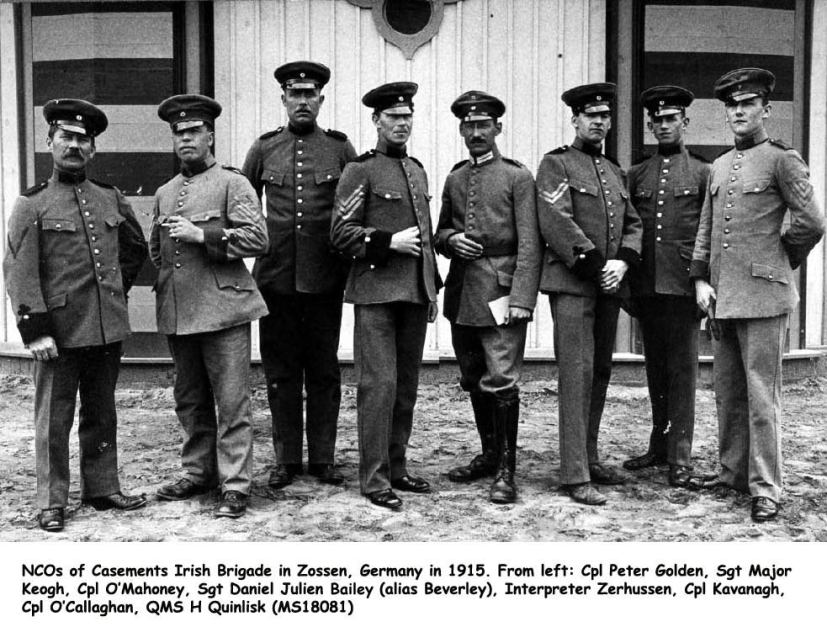 NCOs of Casements Irish Brigade in Zossen, Germany in 1915. From left: Cpl Peter Golden, Sgt Major
Keogh, Cpl O'Mahoney, Sgt Daniel Julien Bailey (alias Beverley), Interpreter Zerhussen, Cpl Kavanagh,
Cpl O'Callaghan, QMS H Quinlisk (MS18081)